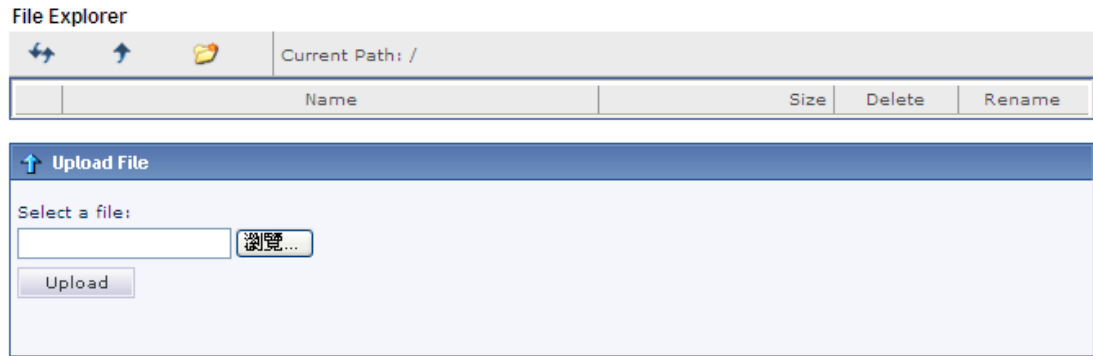 File Explorer
Current Path: /
Name Size Delete Rename
Upload File
Select a file:
瀏覽...
Upload